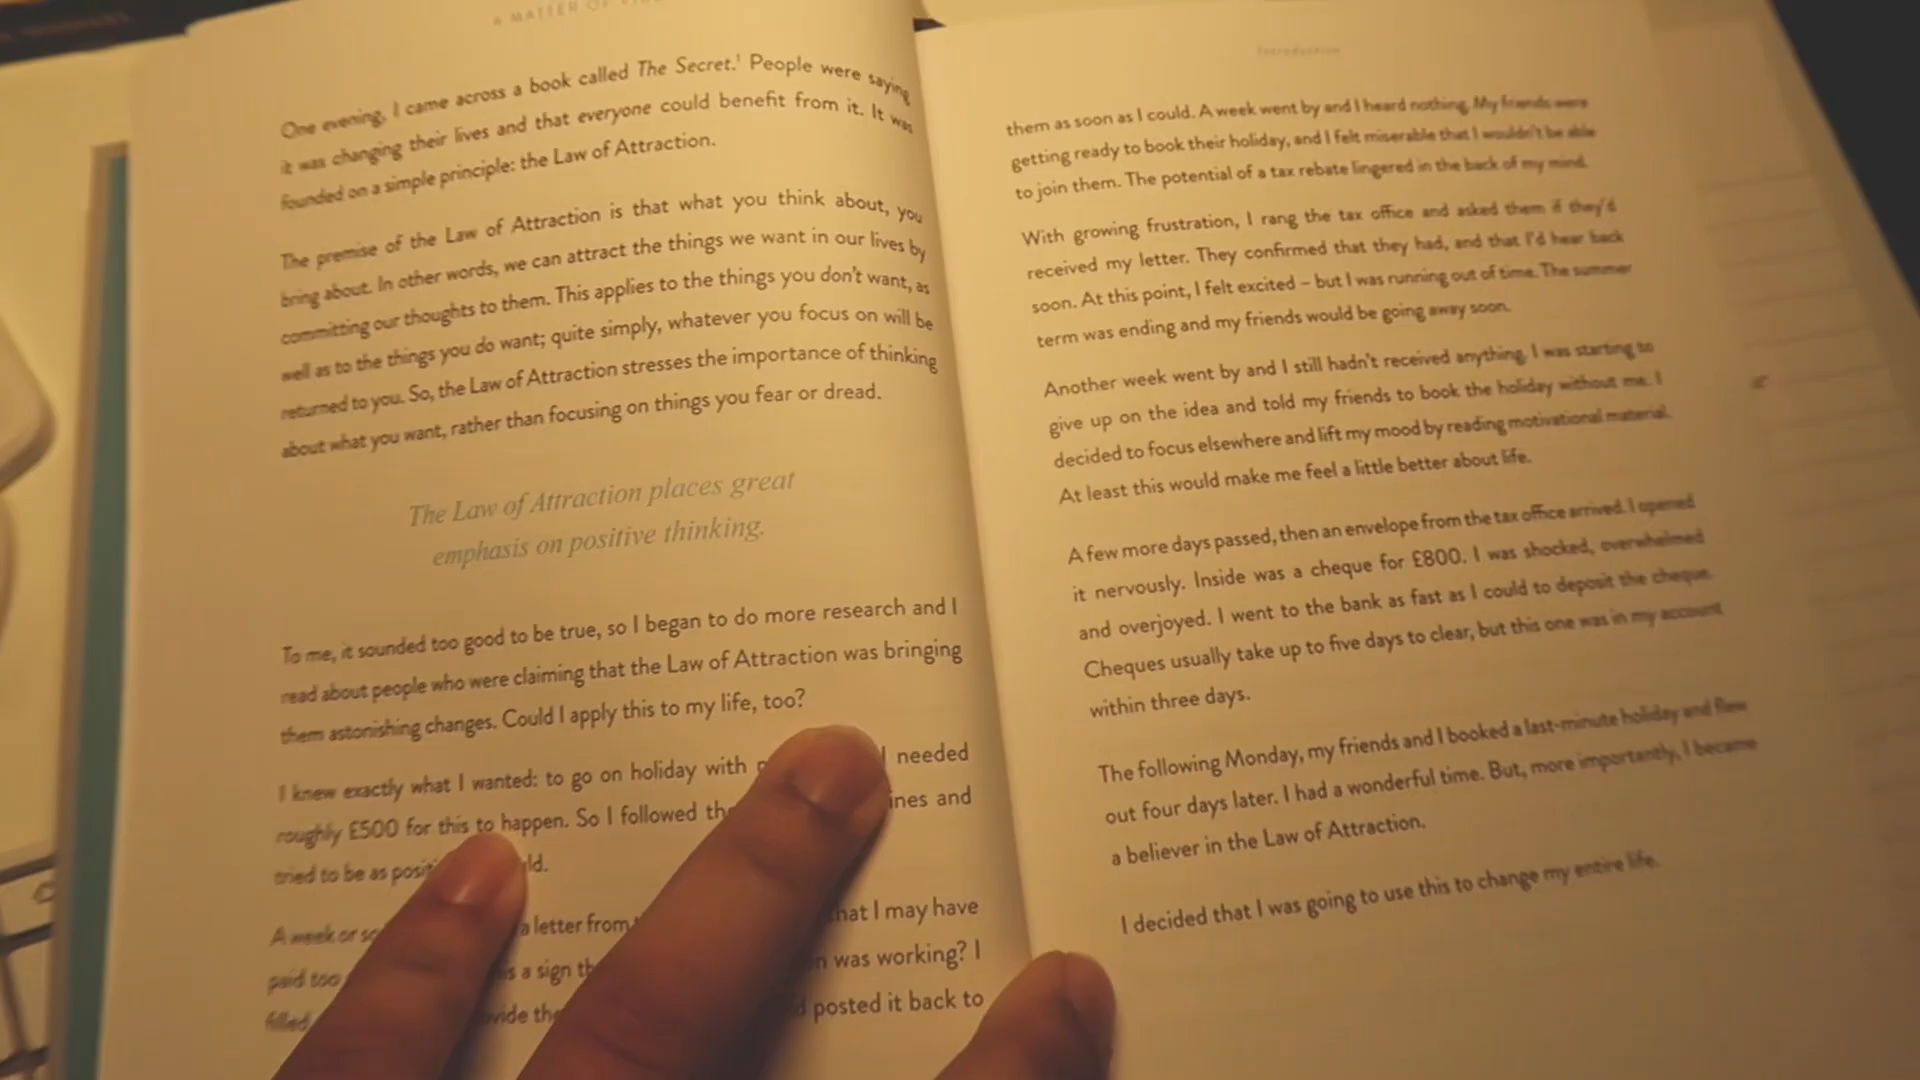 A MATTER OF
One evening, I came across a book called The Secret.¹ People were saying
it was changing their lives and that everyone could benefit from it. It was
founded on a simple principle: the Law of Attraction.
The premise of the Law of Attraction is that what you think about, you
bring about. In other words, we can attract the things we want in our lives by
committing our thoughts to them. This applies to the things you don't want, as
well as to the things you do want; quite simply, whatever you focus on will be
returned to you. So, the Law of Attraction stresses the importance of thinking
about what you want, rather than focusing on things you fear or dread.
The Law of Attraction places great
emphasis on positive thinking.
To me, it sounded too good to be true, so I began to do more research and I
read about people who were claiming that the Law of Attraction was bringing
them astonishing changes. Could I apply this to my life, too?
I knew exactly what I wanted: to go on holiday with I needed
roughly £500 for this to happen. So I followed and
tried to be as
A week or a letter from that I may have
paid too a sign was working? I
filled posted it back to
Introduction
them as soon as I could. A week went by and I heard nothing. My friends were
getting ready to book their holiday, and I felt miserable that I wouldn't be able
to join them. The potential of a tax rebate lingered in the back of my mind.
With growing frustration, I rang the tax office and asked them if they'd
received my letter. They confirmed that they had, and that I'd hear back
soon. At this point, I felt excited – but I was running out of time. The summer
term was ending and my friends would be going away soon.
Another week went by and I still hadn't received anything. I was starting to
give up on the idea and told my friends to book the holiday without me. I
decided to focus elsewhere and lift my mood by reading motivational material.
At least this would make me feel a little better about life.
A few more days passed, then an envelope from the tax office arrived. I opened
it nervously. Inside was a cheque for £800. I was shocked, overwhelmed
and overjoyed. I went to the bank as fast as I could to deposit the cheque.
Cheques usually take up to five days to clear, but this one was in my account
within three days.
The following Monday, my friends and I booked a last-minute holiday and flew
out four days later. I had a wonderful time. But, more importantly, I became
a believer in the Law of Attraction.
I decided that I was going to use this to change my entire life.